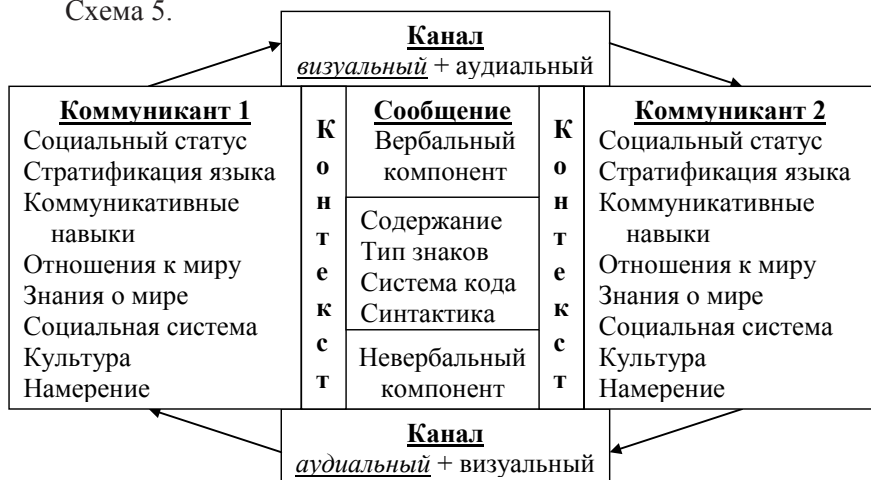 Схема 5.
Канал
визуальный + аудиальный
Коммуникант 1
Социальный статус
Стратификация языка
Коммуникативные
навыки
Отношения к миру
Знания о мире
Социальная система
Культура
Намерение
Контекст
Сообщение
Вербальный
компонент
Содержание
Тип знаков
Система кода
Синтактика
Невербальный
компонент
Контекст
Коммуникант 2
Социальный статус
Стратификация языка
Коммуникативные
навыки
Отношения к миру
Знания о мире
Социальная система
Культура
Намерение
Канал
аудиальный + визуальный